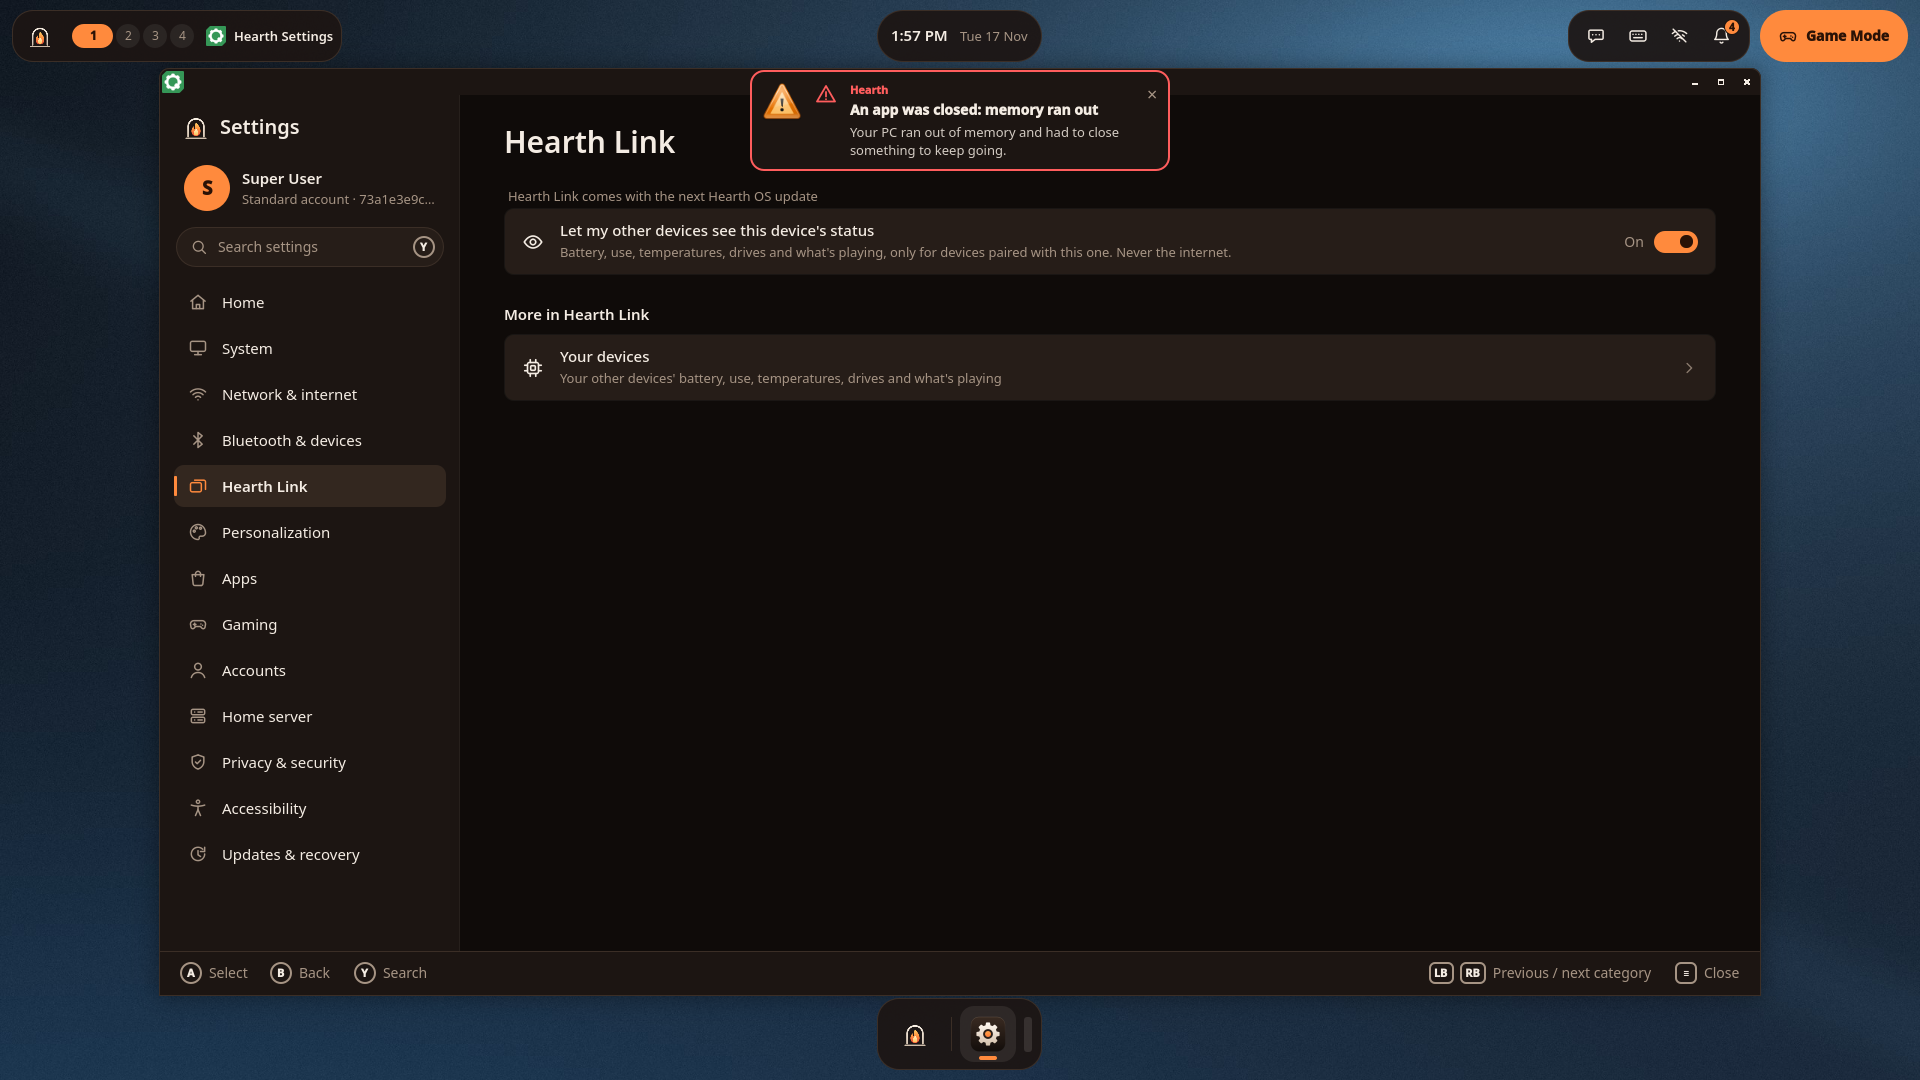 1 2 3 4 Hearth Settings
1:57 PM Tue 17 Nov
4
Game Mode
Hearth
An app was closed: memory ran out
Your PC ran out of memory and had to close
something to keep going.
Settings
S
Super User
Standard account · 73a1e3e9c...
Search settings Y
Home
System
Network & internet
Bluetooth & devices
Hearth Link
Personalization
Apps
Gaming
Accounts
Home server
Privacy & security
Accessibility
Updates & recovery
Hearth Link
Hearth Link comes with the next Hearth OS update
Let my other devices see this device's status
Battery, use, temperatures, drives and what's playing, only for devices paired with this one. Never the internet.
On
More in Hearth Link
Your devices
Your other devices' battery, use, temperatures, drives and what's playing
A Select B Back Y Search
LB RB Previous / next category ≡ Close